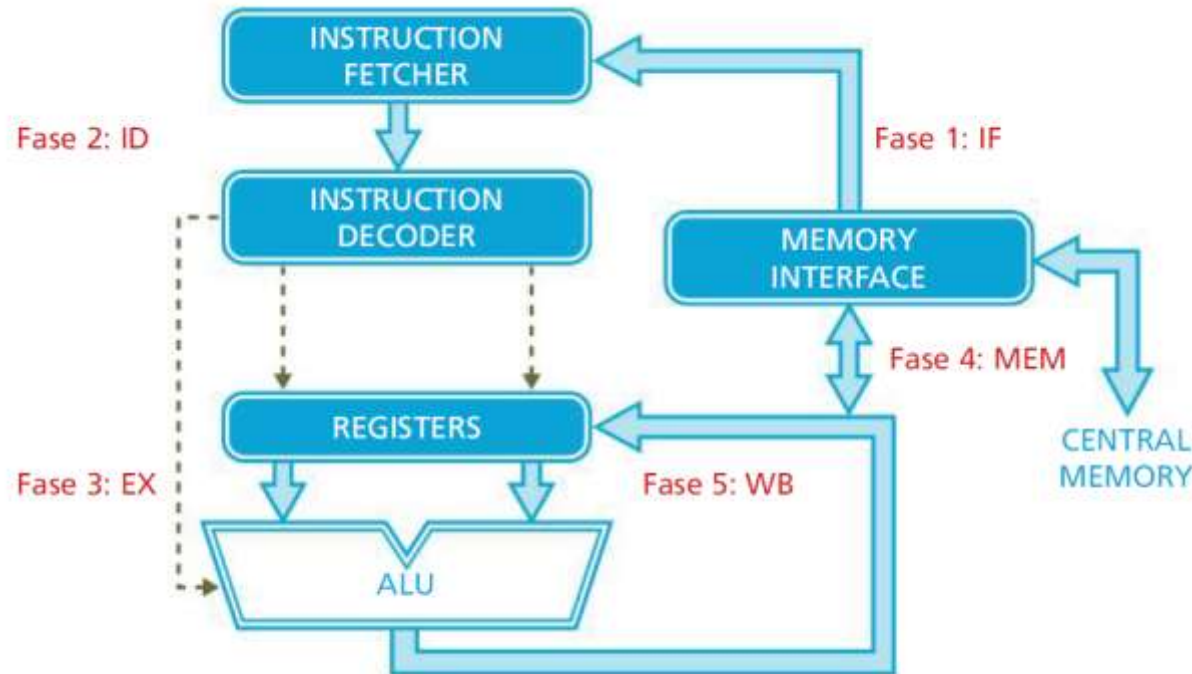 INSTRUCTION
FETCHER
Fase 2: ID
Fase 1: IF
INSTRUCTION
DECODER
MEMORY
INTERFACE
Fase 4: MEM
REGISTERS
CENTRAL
MEMORY
Fase 3: EX
Fase 5: WB
ALU